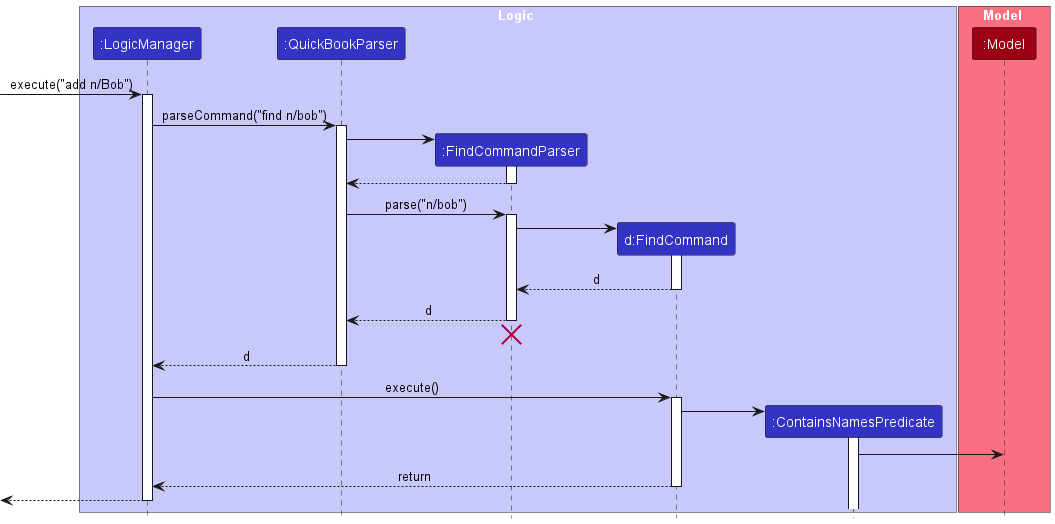 Logic
Model
:LogicManager
:QuickBookParser
:Model
execute("add n/Bob")
parseCommand("find n/bob")
:FindCommandParser
parse("n/bob")
d:FindCommand
d
d
d
execute()
:ContainsNamesPredicate
return